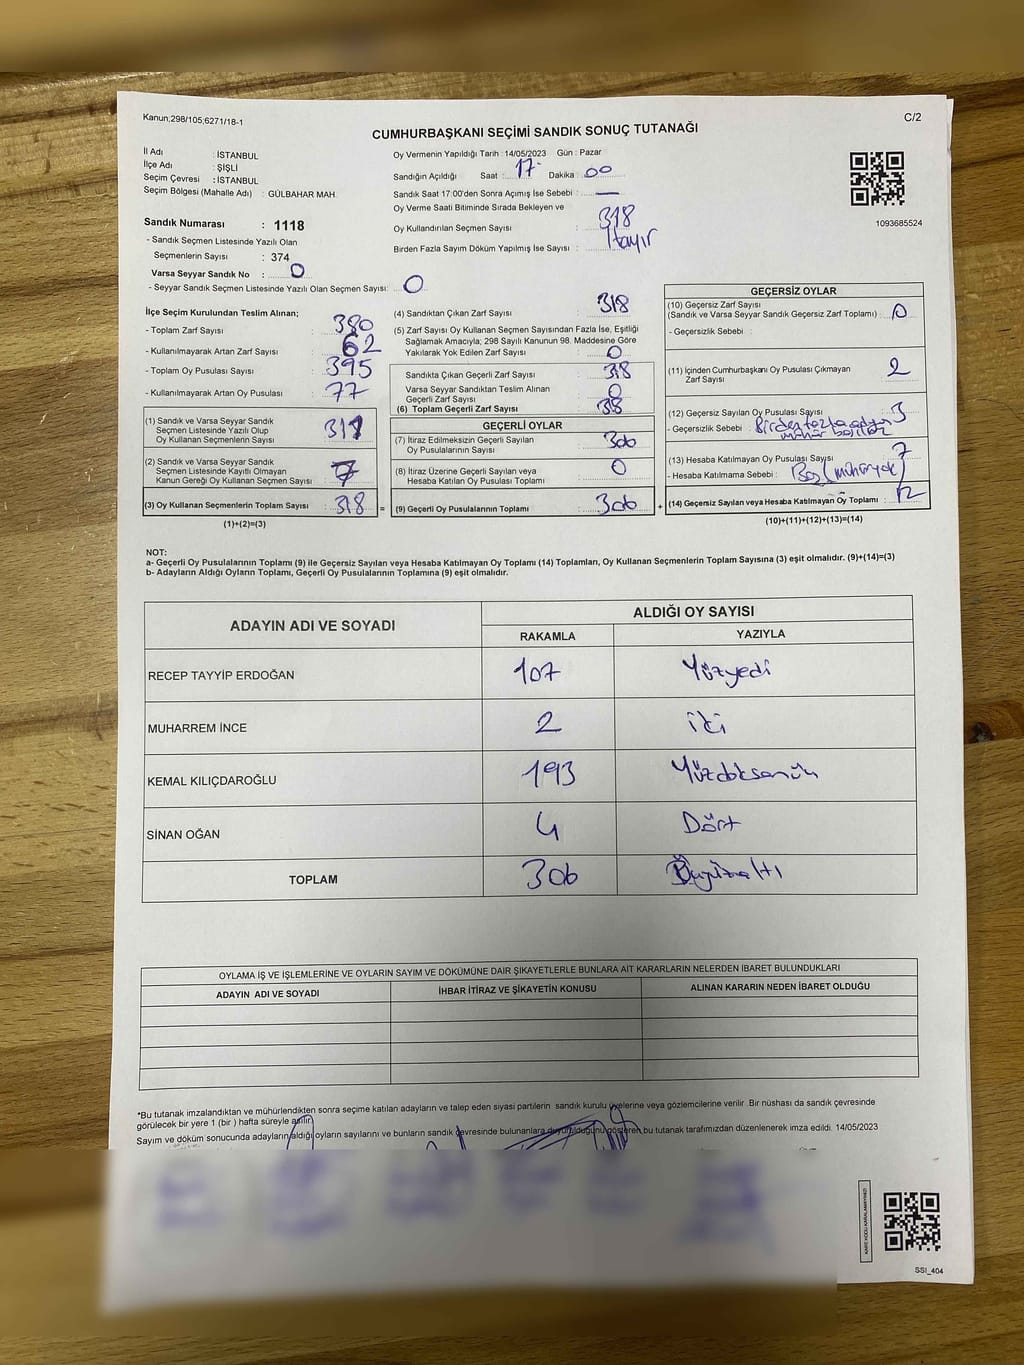 Kanun;298/105;6271/18-1
C/2
CUMHURBAŞKANI SEÇİMİ SANDIK SONUÇ TUTANAĞI
İl Adı : İSTANBUL
İlçe Adı : ŞİŞLİ
Seçim Çevresi : İSTANBUL
Seçim Bölgesi (Mahalle Adı) : GÜLBAHAR MAH.
Sandık Numarası : 1118
- Sandık Seçmen Listesinde Yazılı Olan
Seçmenlerin Sayısı : 374
Varsa Seyyar Sandık No : 0
- Seyyar Sandık Seçmen Listesinde Yazılı Olan Seçmen Sayısı: 0
Oy Vermenin Yapıldığı Tarih : 14/05/2023 Gün : Pazar
Sandığın Açıldığı Saat : 17 Dakika : 00
Sandık Saat 17:00'den Sonra Açımış İse Sebebi : —
Oy Verme Saati Bitiminde Sırada Bekleyen ve
Oy Kullandırılan Seçmen Sayısı : 318
Birden Fazla Sayım Döküm Yapılmış İse Sayısı : Hayır
1093685524
İlçe Seçim Kurulundan Teslim Alınan;
- Toplam Zarf Sayısı : 380
- Kullanılmayarak Artan Zarf Sayısı : 62
- Toplam Oy Pusulası Sayısı : 395
- Kullanılmayarak Artan Oy Pusulası : 77
(1) Sandık ve Varsa Seyyar Sandık
Seçmen Listesinde Yazılı Olup
Oy Kullanan Seçmenlerin Sayısı : 311
(2) Sandık ve Varsa Seyyar Sandık
Seçmen Listesinde Kayıtlı Olmayan
Kanun Gereği Oy Kullanan Seçmen Sayısı : 7
(3) Oy Kullanan Seçmenlerin Toplam Sayısı : 318
(1)+(2)=(3)
(4) Sandıktan Çıkan Zarf Sayısı : 318
(5) Zarf Sayısı Oy Kullanan Seçmen Sayısından Fazla İse, Eşitliği
Sağlamak Amacıyla; 298 Sayılı Kanunun 98. Maddesine Göre
Yakılarak Yok Edilen Zarf Sayısı : 0
Sandıkta Çıkan Geçerli Zarf Sayısı : 318
Varsa Seyyar Sandıktan Teslim Alınan
Geçerli Zarf Sayısı : 0
(6) Toplam Geçerli Zarf Sayısı : 318
GEÇERLİ OYLAR
(7) İtiraz Edilmeksizin Geçerli Sayılan
Oy Pusulalarının Sayısı : 306
(8) İtiraz Üzerine Geçerli Sayılan veya
Hesaba Katılan Oy Pusulası Toplamı : 0
= (9) Geçerli Oy Pusulalarının Toplamı : 306
GEÇERSİZ OYLAR
(10) Geçersiz Zarf Sayısı
(Sandık ve Varsa Seyyar Sandık Geçersiz Zarf Toplamı) : 0
- Geçersizlik Sebebi :
(11) İçinden Cumhurbaşkanı Oy Pusulası Çıkmayan
Zarf Sayısı : 2
(12) Geçersiz Sayılan Oy Pusulası Sayısı : 3
- Geçersizlik Sebebi : Birden fazla adaya
mühür basılı
(13) Hesaba Katılmayan Oy Pusulası Sayısı : 7
- Hesaba Katılmama Sebebi : Boş (mühür yok)
+ (14) Geçersiz Sayılan veya Hesaba Katılmayan Oy Toplamı : 12
(10)+(11)+(12)+(13)=(14)
NOT:
a- Geçerli Oy Pusulalarının Toplamı (9) ile Geçersiz Sayılan veya Hesaba Katılmayan Oy Toplamı (14) Toplamları, Oy Kullanan Seçmenlerin Toplam Sayısına (3) eşit olmalıdır. (9)+(14)=(3)
b- Adayların Aldığı Oyların Toplamı, Geçerli Oy Pusulalarının Toplamına (9) eşit olmalıdır.
ADAYIN ADI VE SOYADI
ALDIĞI OY SAYISI
RAKAMLA YAZIYLA
RECEP TAYYİP ERDOĞAN 107 Yüzyedi
MUHARREM İNCE 2 iki
KEMAL KILIÇDAROĞLU 193 Yüzdoksanüç
SİNAN OĞAN 4 Dört
TOPLAM 306 Üçyüzaltı
OYLAMA İŞ VE İŞLEMLERİNE VE OYLARIN SAYIM VE DÖKÜMÜNE DAİR ŞİKAYETLERLE BUNLARA AİT KARARLARIN NELERDEN İBARET BULUNDUKLARI
ADAYIN ADI VE SOYADI İHBAR İTİRAZ VE ŞİKAYETİN KONUSU ALINAN KARARIN NEDEN İBARET OLDUĞU
*Bu tutanak imzalandıktan ve mühürlendikten sonra seçime katılan adayların ve talep eden siyasi partilerin sandık kurulu üyelerine veya gözlemcilerine verilir .Bir nüshası da sandık çevresinde
görülecek bir yere 1 (bir ) hafta süreyle asılır.
Sayım ve döküm sonucunda adayların aldığı oyların sayılarını ve bunların sandık çevresinde bulunanlara duyurulduğunu gösteren bu tutanak tarafımızdan düzenlenerek imza edildi. 14/05/2023
SSI_404